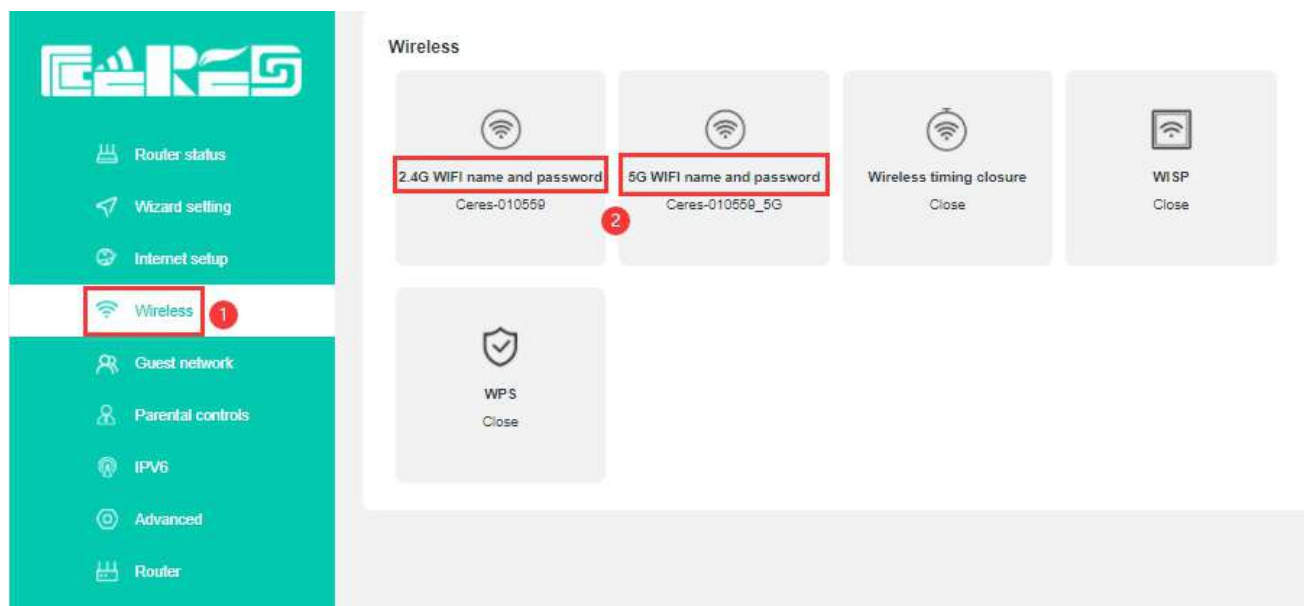 CERES
Wireless
Router status
Wizard setting
Internet setup
Wireless
1
Guest network
Parental controls
IPV6
Advanced
Router
2.4G WIFI name and password
Ceres-010559
2
5G WIFI name and password
Ceres-010559_5G
Wireless timing closure
Close
WISP
Close
WPS
Close